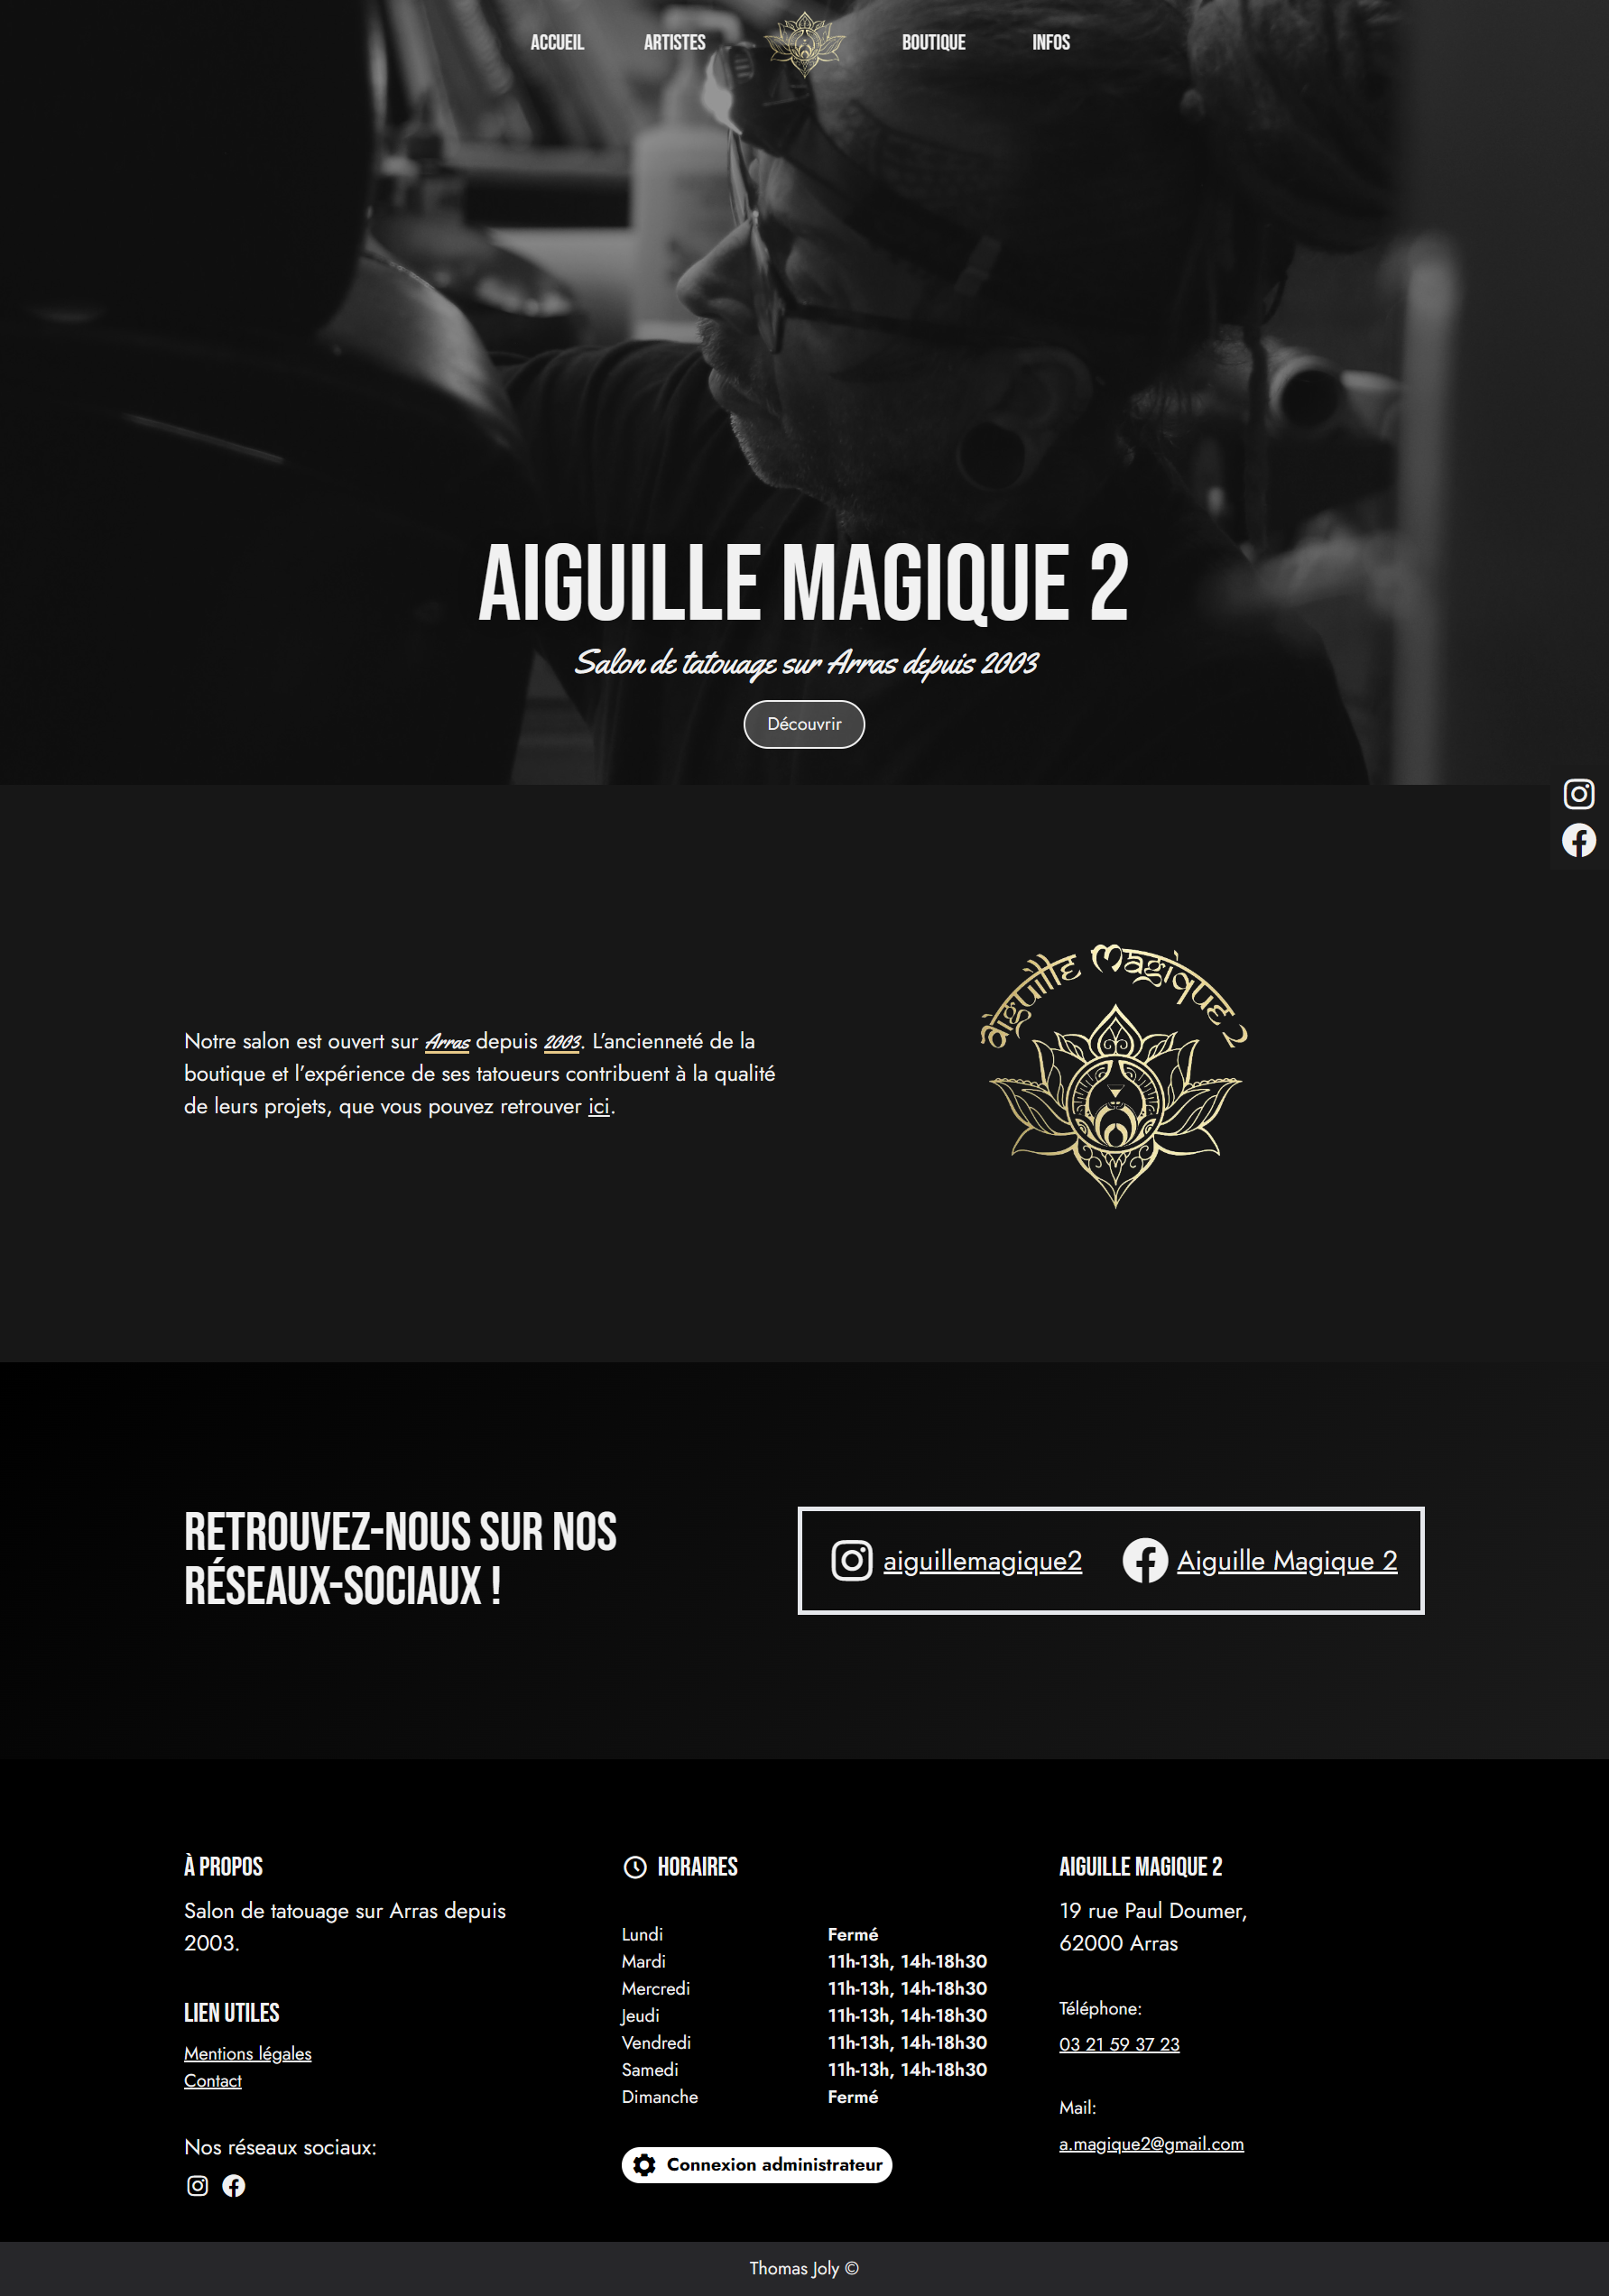 ACCUEIL
ARTISTES
BOUTIQUE
INFOS
AIGUILLE MAGIQUE 2
Salon de tatouage sur Arras depuis 2003
Découvrir
Notre salon est ouvert sur Arras depuis 2003. L’ancienneté de la
boutique et l’expérience de ses tatoueurs contribuent à la qualité
de leurs projets, que vous pouvez retrouver ici.
aiguille magique 2
RETROUVEZ-NOUS SUR NOS
RÉSEAUX-SOCIAUX !
aiguillemagique2
Aiguille Magique 2
À PROPOS
Salon de tatouage sur Arras depuis
2003.
LIEN UTILES
Mentions légales
Contact
Nos réseaux sociaux:
HORAIRES
Lundi Fermé
Mardi 11h-13h, 14h-18h30
Mercredi 11h-13h, 14h-18h30
Jeudi 11h-13h, 14h-18h30
Vendredi 11h-13h, 14h-18h30
Samedi 11h-13h, 14h-18h30
Dimanche Fermé
Connexion administrateur
AIGUILLE MAGIQUE 2
19 rue Paul Doumer,
62000 Arras
Téléphone:
03 21 59 37 23
Mail:
a.magique2@gmail.com
Thomas Joly ©